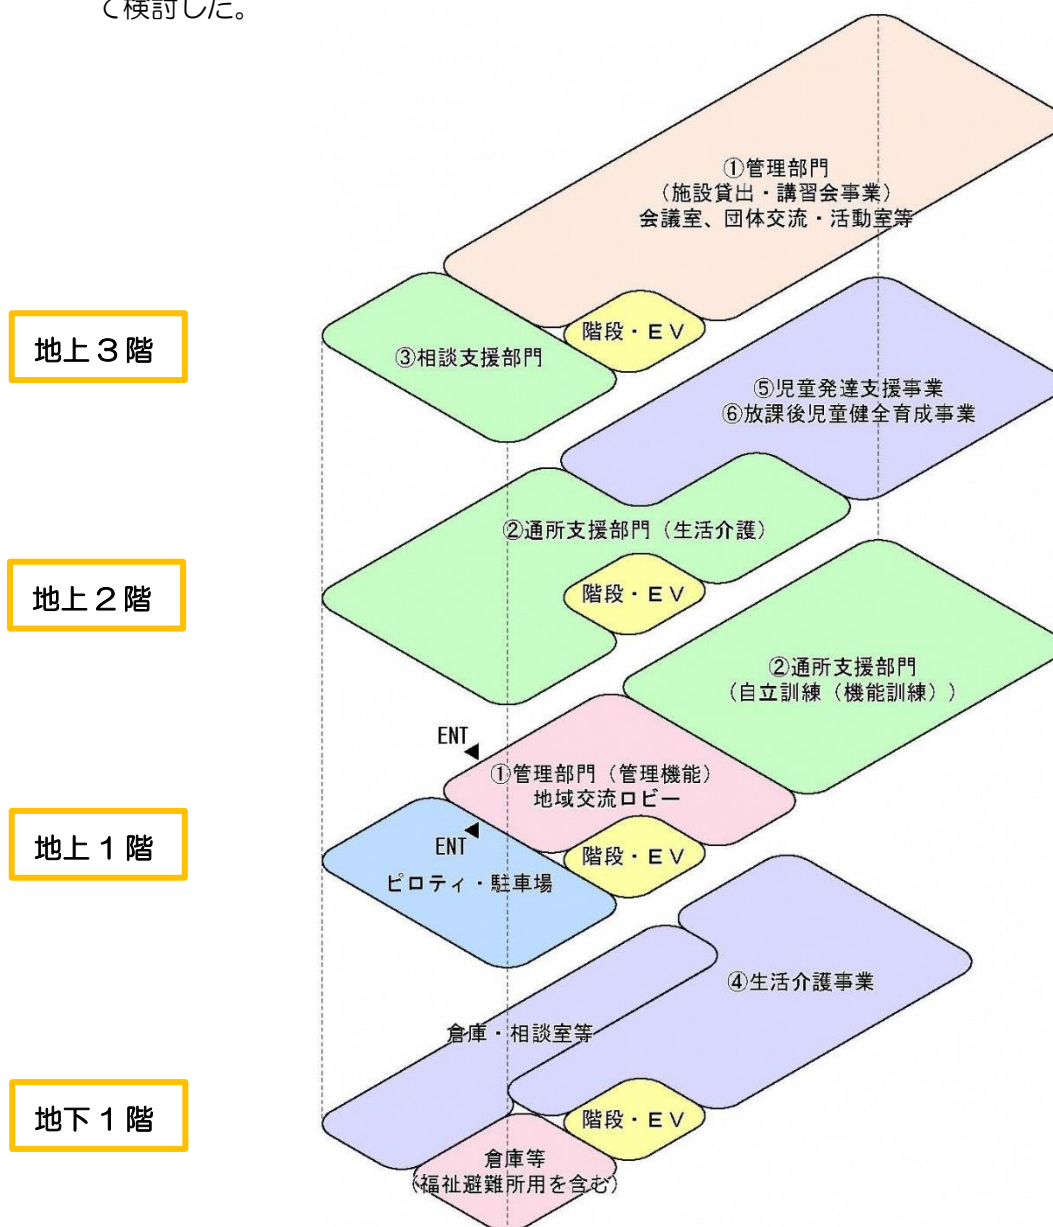 て検討した。
①管理部門
（施設貸出・講習会事業）
会議室、団体交流・活動室等
地上３階
階段・ＥＶ
③相談支援部門
⑤児童発達支援事業
⑥放課後児童健全育成事業
②通所支援部門（生活介護）
地上２階
階段・ＥＶ
②通所支援部門
（自立訓練（機能訓練））
ENT
①管理部門（管理機能）
地域交流ロビー
地上１階
ENT
階段・ＥＶ
ピロティ・駐車場
④生活介護事業
倉庫・相談室等
地下１階
階段・ＥＶ
倉庫等
（福祉避難所用を含む）